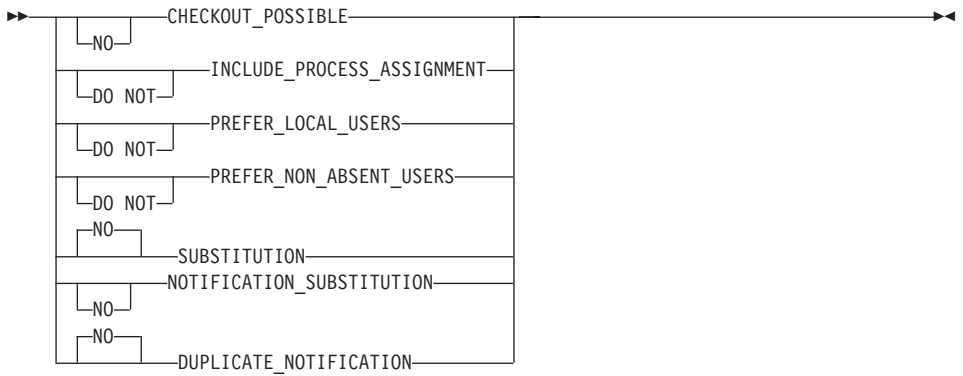 CHECKOUT_POSSIBLE
NO
INCLUDE_PROCESS_ASSIGNMENT
DO NOT
PREFER_LOCAL_USERS
DO NOT
PREFER_NON_ABSENT_USERS
DO NOT
NO
SUBSTITUTION
NOTIFICATION_SUBSTITUTION
NO
NO
DUPLICATE_NOTIFICATION